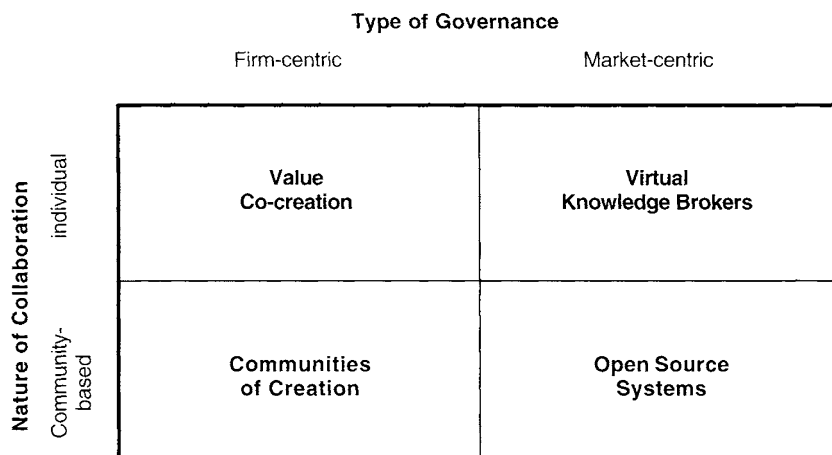 Type of Governance
Firm-centric Market-centric
Nature of Collaboration
individual
Value Virtual
Co-creation Knowledge Brokers
Community-
based
Communities Open Source
of Creation Systems